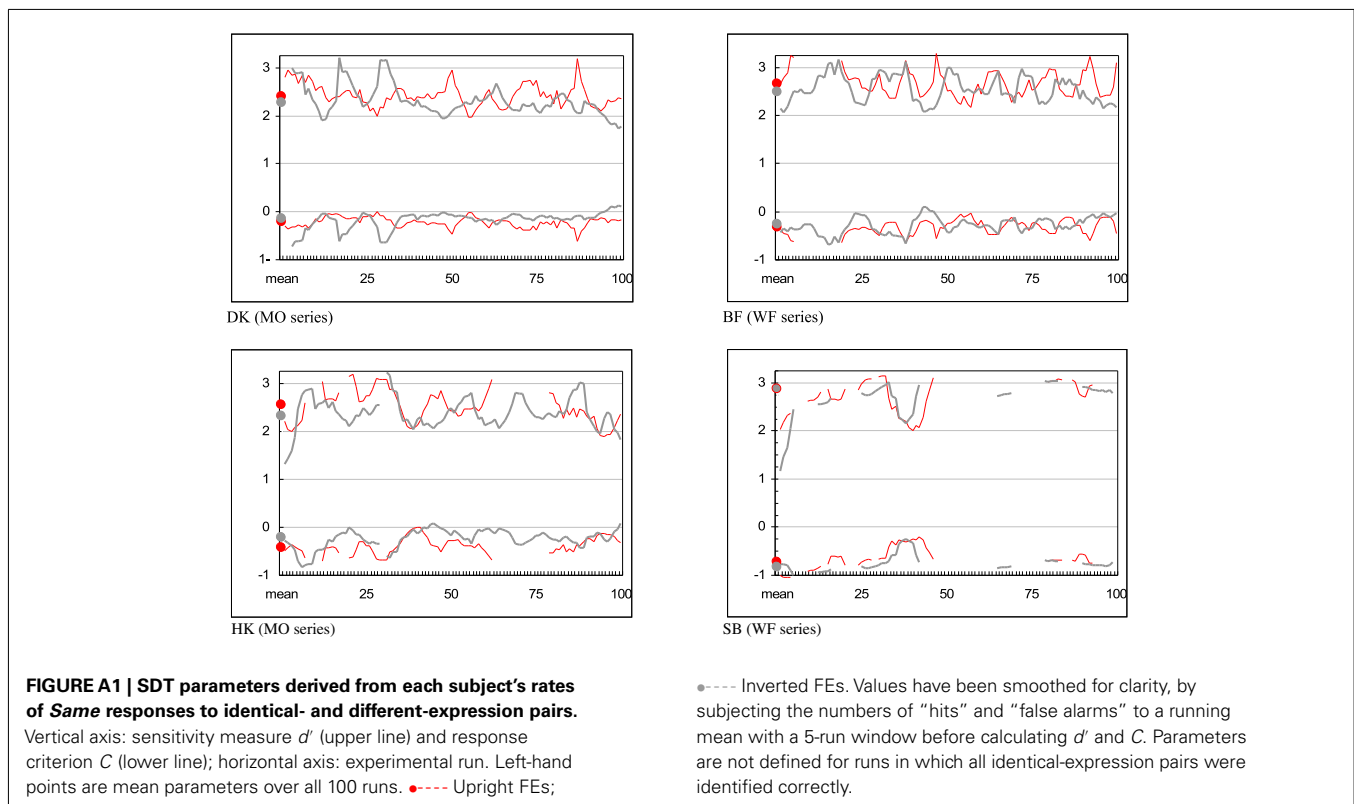 3
2
1
0
1-
mean 25 50 75 100
DK (MO series)
3
2
1
0
-1
mean 25 50 75 100
BF (WF series)
3
2
1
0
-1
mean 25 50 75 100
HK (MO series)
3
2
1
0
-1
mean 25 50 75 100
SB (WF series)
FIGURE A1 | SDT parameters derived from each subject's rates
of Same responses to identical- and different-expression pairs.
Vertical axis: sensitivity measure d′ (upper line) and response
criterion C (lower line); horizontal axis: experimental run. Left-hand
points are mean parameters over all 100 runs. ●---- Upright FEs;
●---- Inverted FEs. Values have been smoothed for clarity, by
subjecting the numbers of “hits” and “false alarms” to a running
mean with a 5-run window before calculating d′ and C. Parameters
are not defined for runs in which all identical-expression pairs were
identified correctly.